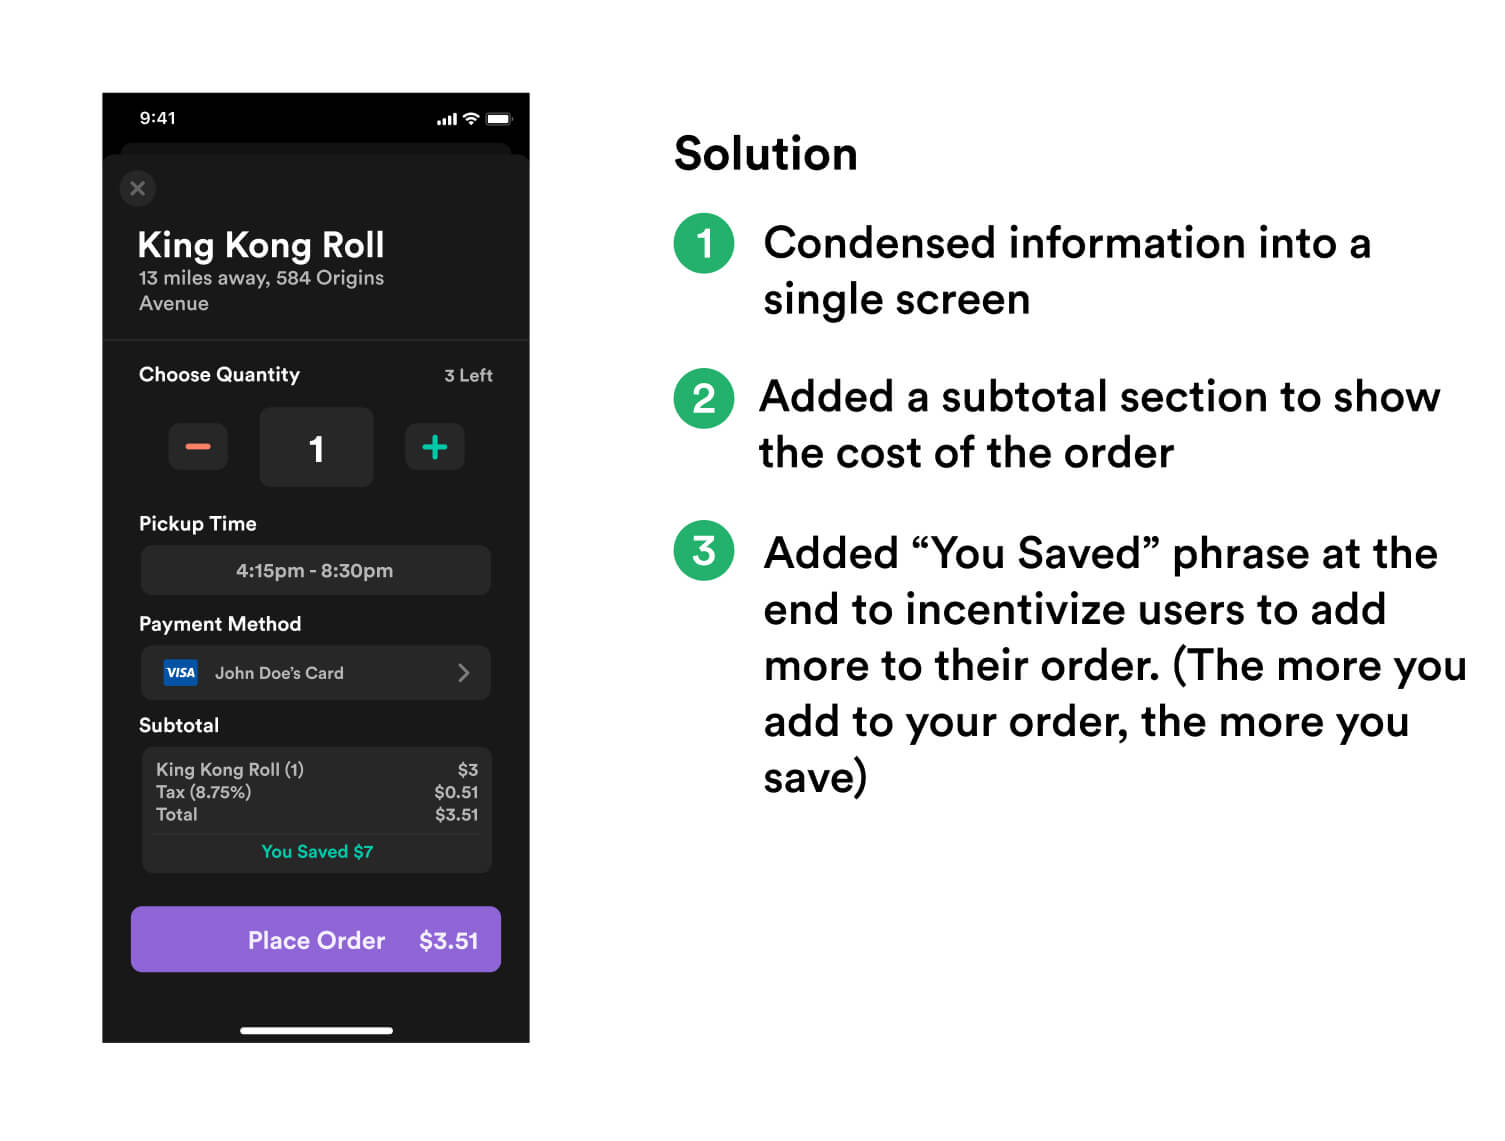 9:41
King Kong Roll
13 miles away, 584 Origins
Avenue
Choose Quantity 3 Left
1
Pickup Time
4:15pm - 8:30pm
Payment Method
VISA John Doe’s Card
Subtotal
King Kong Roll (1) $3
Tax (8.75%) $0.51
Total $3.51
You Saved $7
Place Order $3.51
Solution
1 Condensed information into a
single screen
2 Added a subtotal section to show
the cost of the order
3 Added “You Saved” phrase at the
end to incentivize users to add
more to their order. (The more you
add to your order, the more you
save)